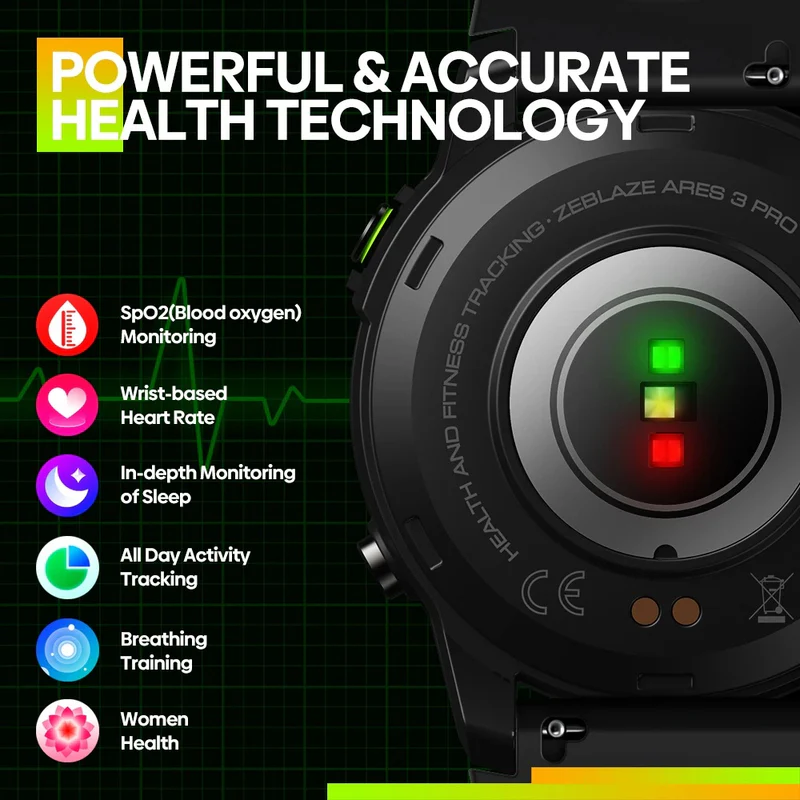 POWERFUL & ACCURATE
HEALTH TECHNOLOGY
HEALTH AND FITNESS TRACKING · ZEBLAZE ARES 3 PRO
SpO2(Blood oxygen)
Monitoring
Wrist-based
Heart Rate
In-depth Monitoring
of Sleep
All Day Activity
Tracking
Breathing
Training
Women
Health
CE